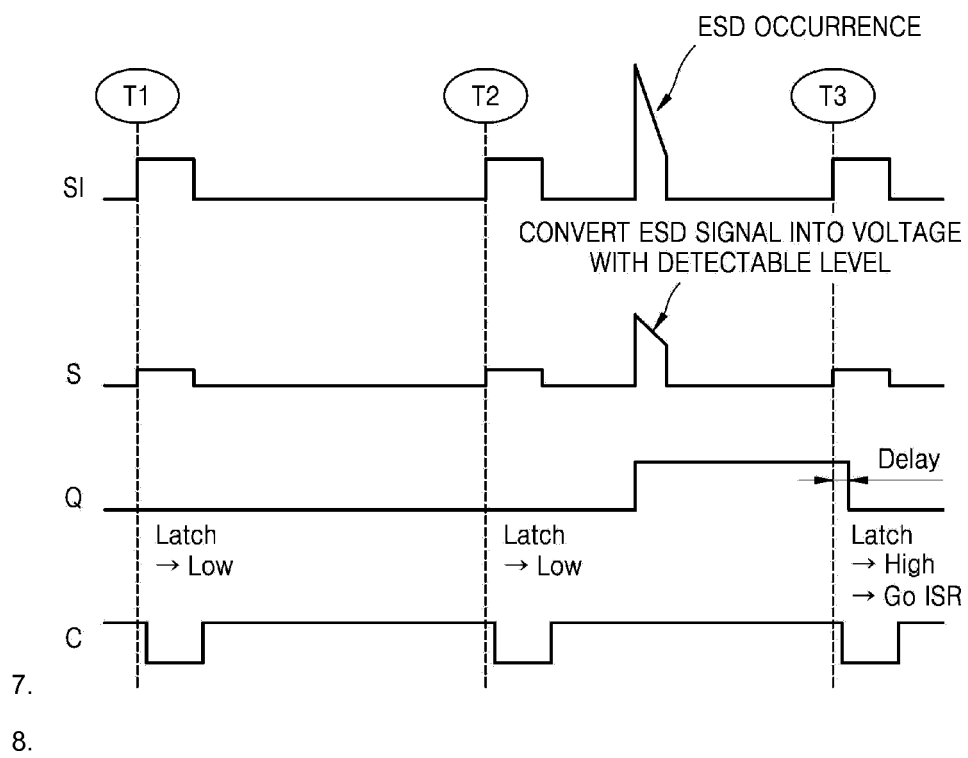 ESD OCCURRENCE
T1
T2
T3
SI
CONVERT ESD SIGNAL INTO VOLTAGE
WITH DETECTABLE LEVEL
S
Delay
Q
Latch
→ Low
Latch
→ Low
Latch
→ High
→ Go ISR
C
7.
8.